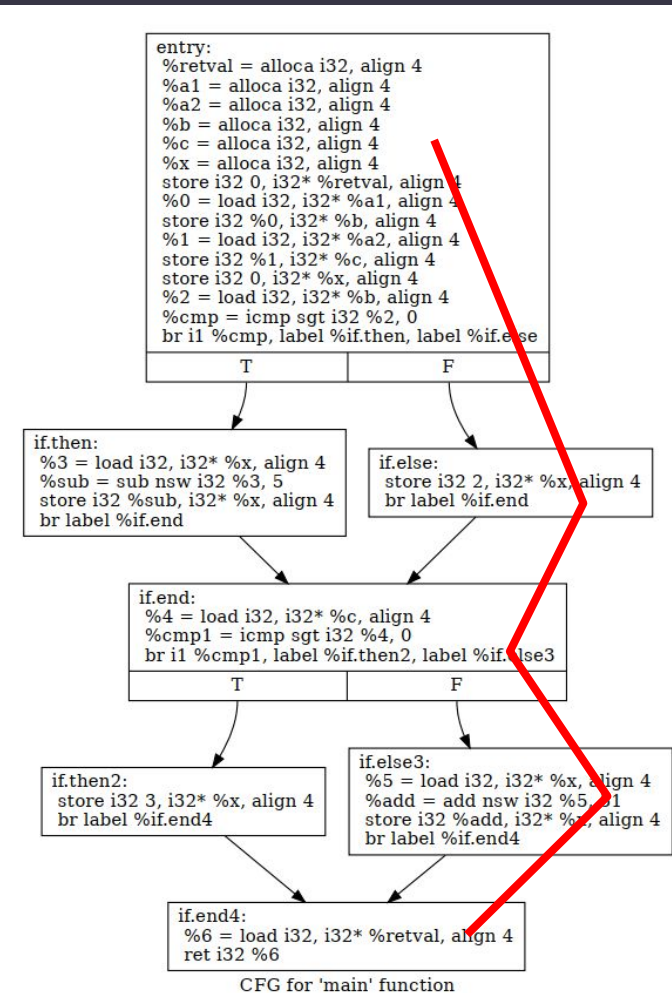 entry:
%retval = alloca i32, align 4
%a1 = alloca i32, align 4
%a2 = alloca i32, align 4
%b = alloca i32, align 4
%c = alloca i32, align 4
%x = alloca i32, align 4
store i32 0, i32* %retval, align 4
%0 = load i32, i32* %a1, align 4
store i32 %0, i32* %b, align 4
%1 = load i32, i32* %a2, align 4
store i32 %1, i32* %c, align 4
store i32 0, i32* %x, align 4
%2 = load i32, i32* %b, align 4
%cmp = icmp sgt i32 %2, 0
br i1 %cmp, label %if.then, label %if.else
T
F
if.then:
%3 = load i32, i32* %x, align 4
%sub = sub nsw i32 %3, 5
store i32 %sub, i32* %x, align 4
br label %if.end
if.else:
store i32 2, i32* %x, align 4
br label %if.end
if.end:
%4 = load i32, i32* %c, align 4
%cmp1 = icmp sgt i32 %4, 0
br i1 %cmp1, label %if.then2, label %if.else3
T
F
if.then2:
store i32 3, i32* %x, align 4
br label %if.end4
if.else3:
%5 = load i32, i32* %x, align 4
%add = add nsw i32 %5,
store i32 %add, i32* %x, align 4
br label %if.end4
if.end4:
%6 = load i32, i32* %retval, align 4
ret i32 %6
CFG for 'main' function